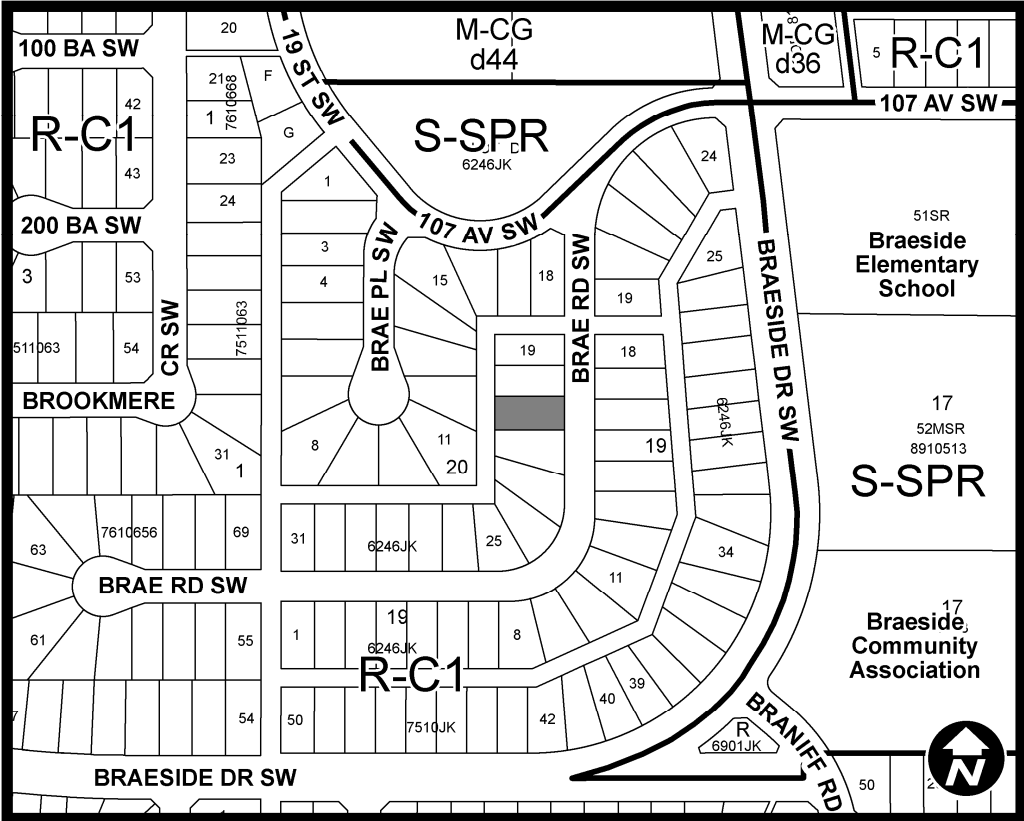 100 BA SW
20
19 ST SW
M-CG
d44
M-CG
d36
5
R-C1
107 AV SW
21
F
7610668
1
G
42
R-C1
43
23
24
S-SPR
6246JK
24
1
107 AV SW
200 BA SW
3
53
3
4
BRAE PL SW
15
18
BRAE RD SW
19
25
BRAESIDE DR SW
51SR
Braeside
Elementary
School
511063
54
CR SW
7511063
19
18
6246JK
BROOKMERE
31
1
8
11
20
19
17
52MSR
8910513
S-SPR
63
7610656
69
31
6246JK
25
34
BRAE RD SW
11
61
55
1
19
6246JK
R-C1
8
17
Braeside
Community
Association
54
50
7510JK
42
40
39
BRANIFF RD
R
6901JK
BRAESIDE DR SW
50
N